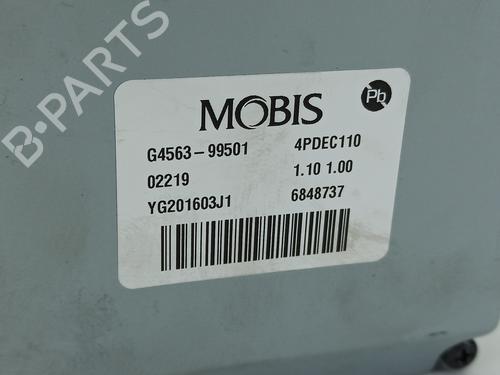 B-PARTS
MOBIS
Pb
G4563-99501 4PDEC110
02219 1.10 1.00
YG201603J1 6848737